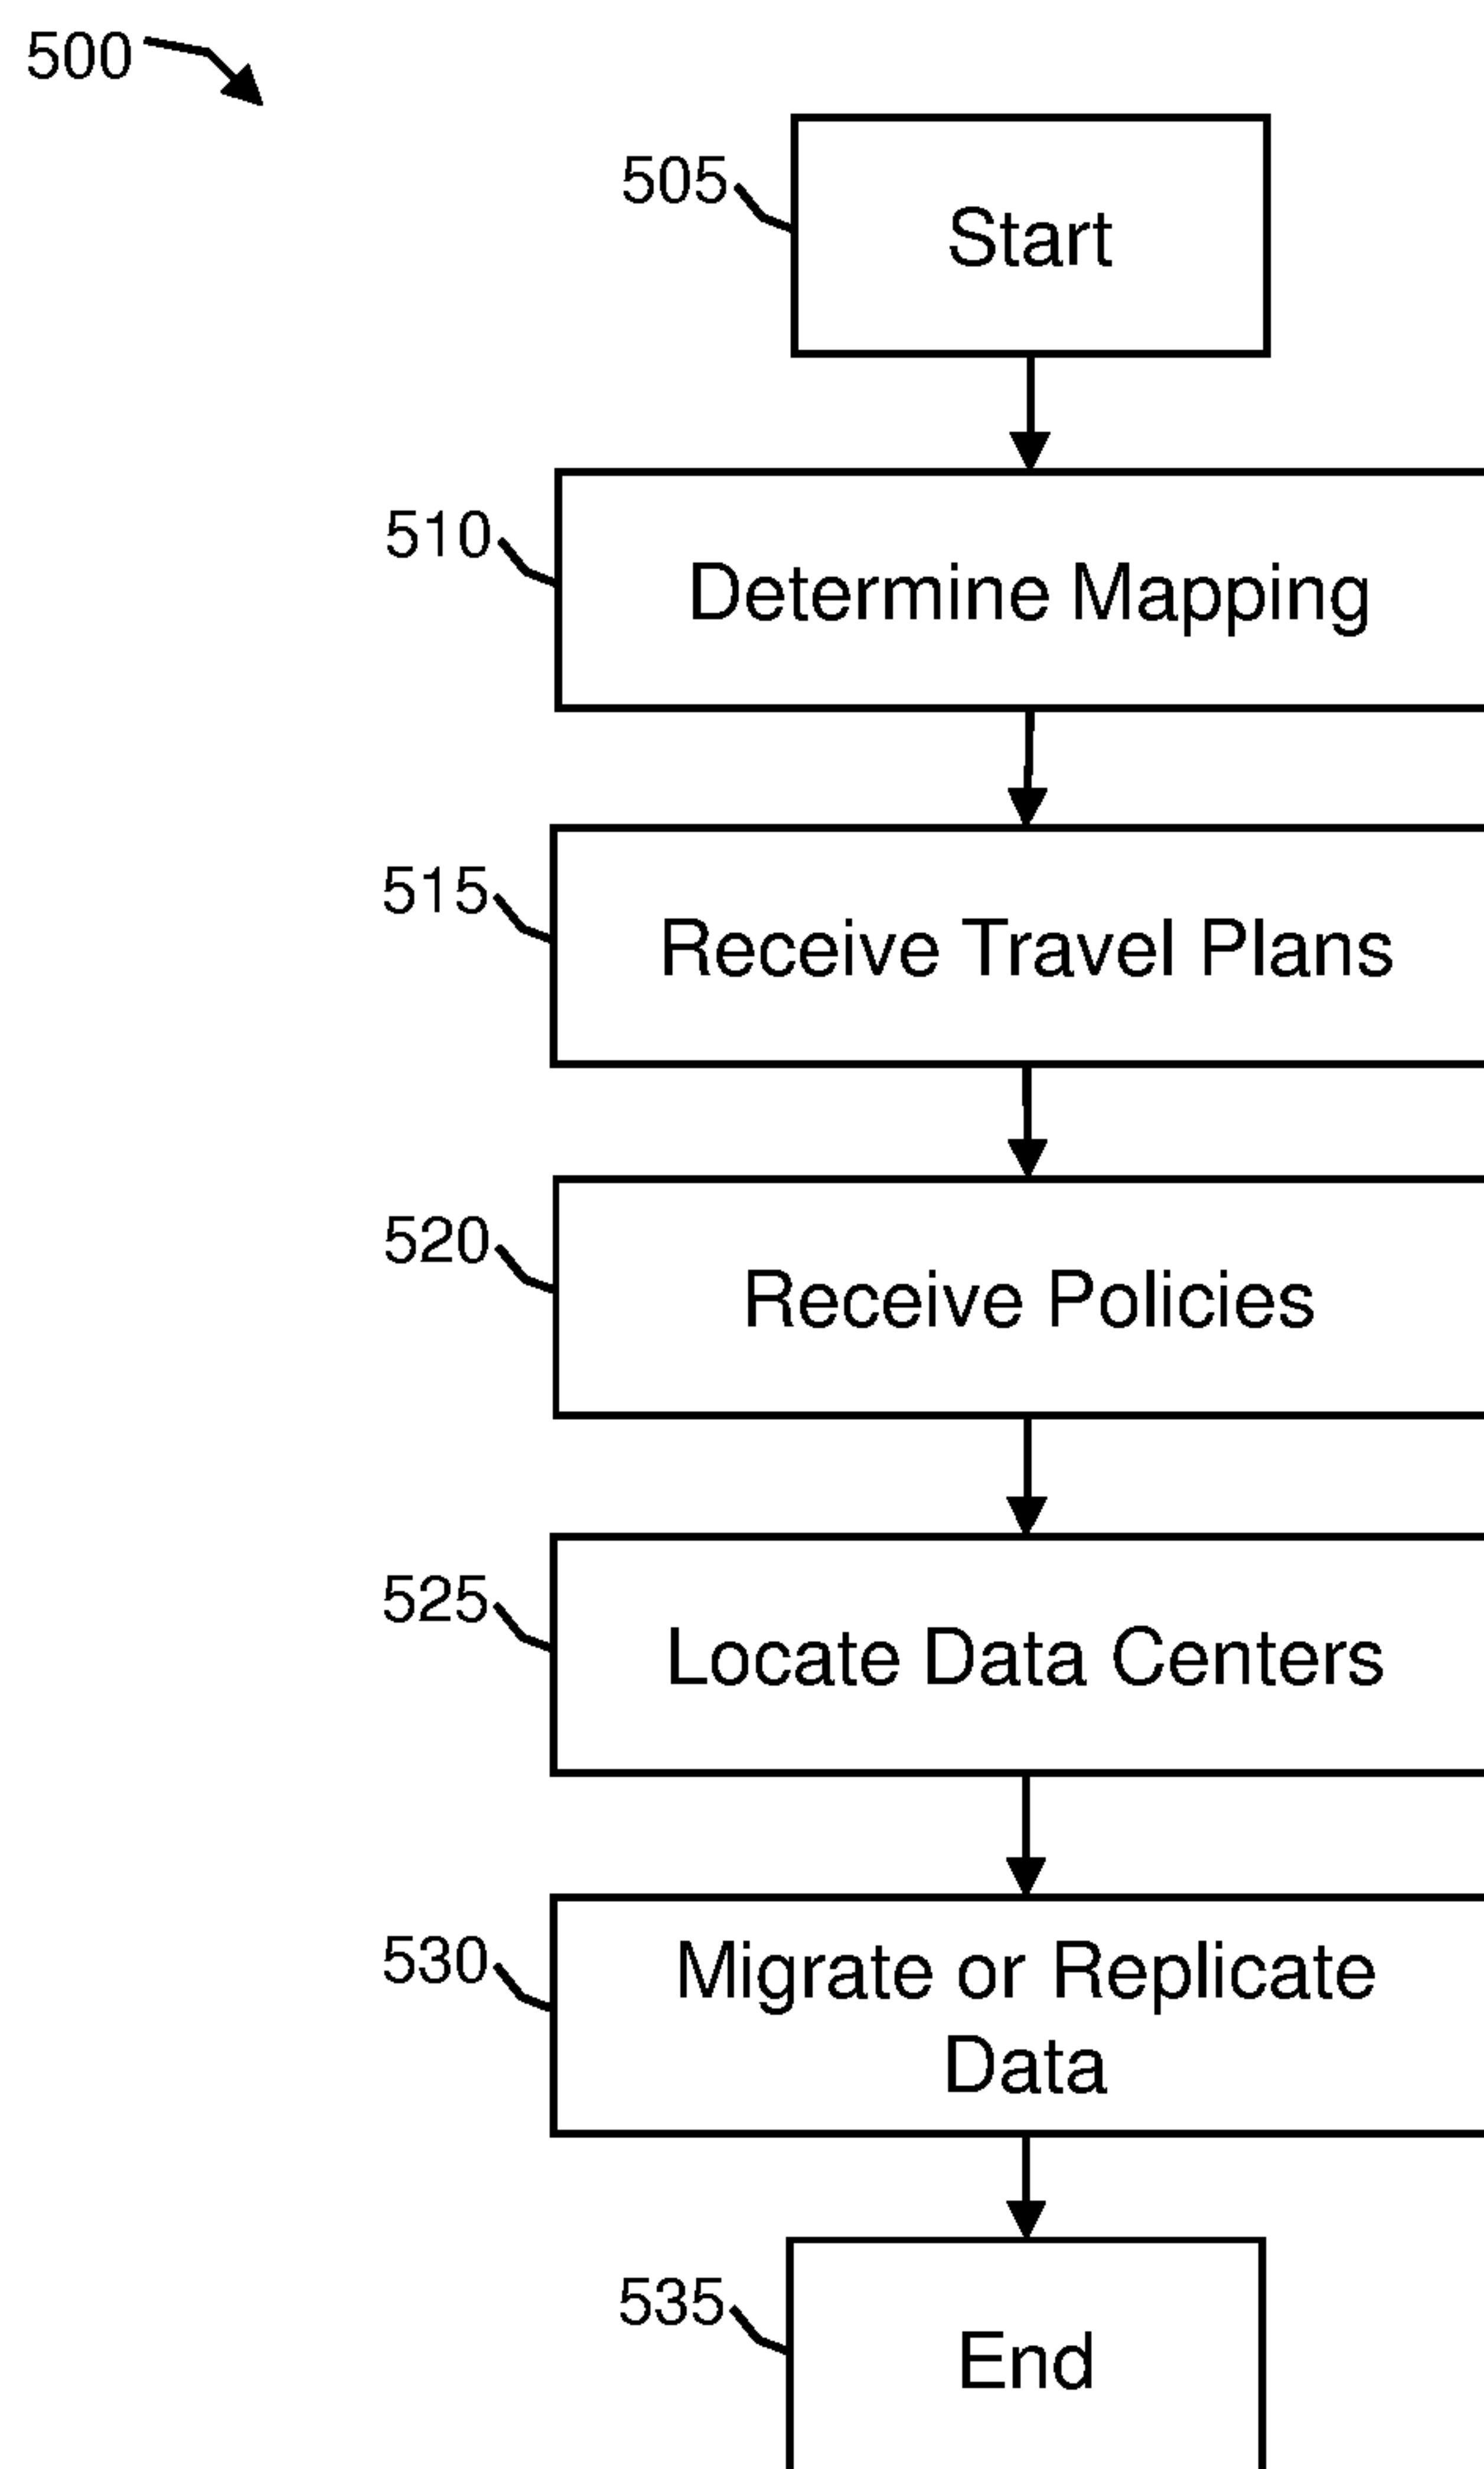 500
505
Start
510
Determine Mapping
515
Receive Travel Plans
520
Receive Policies
525
Locate Data Centers
530
Migrate or Replicate
Data
535
End